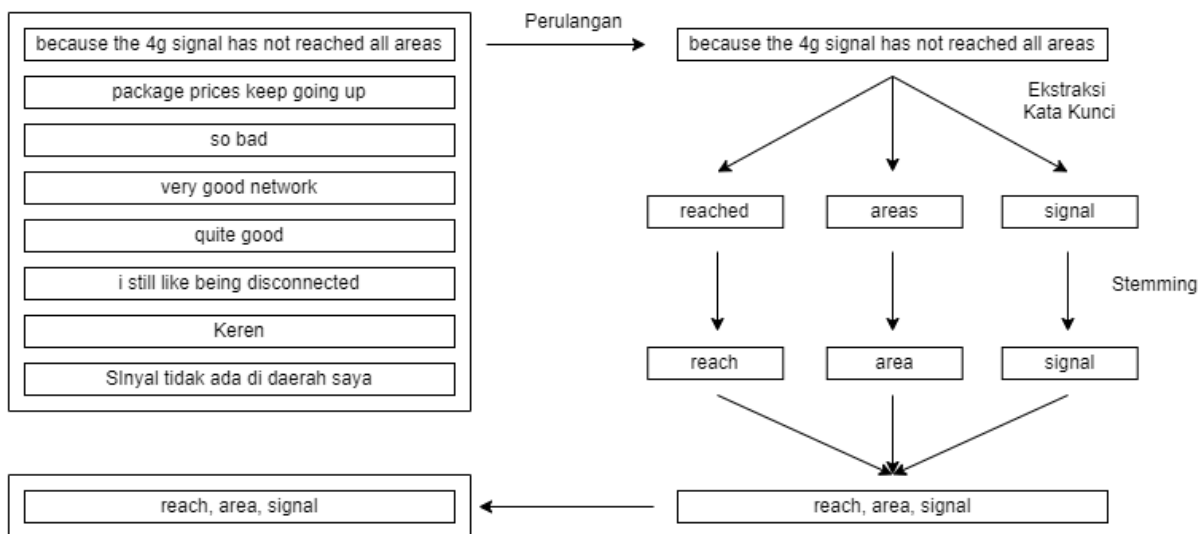 because the 4g signal has not reached all areas
package prices keep going up
so bad
very good network
quite good
i still like being disconnected
Keren
SInyal tidak ada di daerah saya
Perulangan
because the 4g signal has not reached all areas
Ekstraksi
Kata Kunci
reached
areas
signal
Stemming
reach
area
signal
reach, area, signal
reach, area, signal